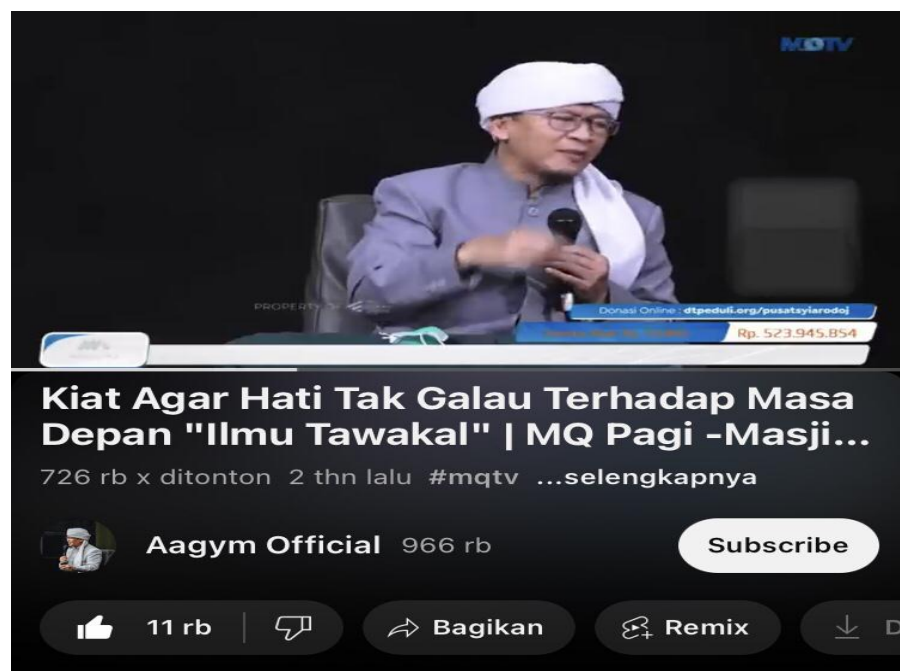 MQTV
PROPERTY OF
Donasi Online : dtpeduli.org/pusatsyiarodoj
Rp. 523.945.854
Kiat Agar Hati Tak Galau Terhadap Masa
Depan "Ilmu Tawakal" | MQ Pagi -Masji...
726 rb x ditonton 2 thn lalu #mqtv ...selengkapnya
Aagym Official 966 rb Subscribe
11 rb Bagikan Remix D